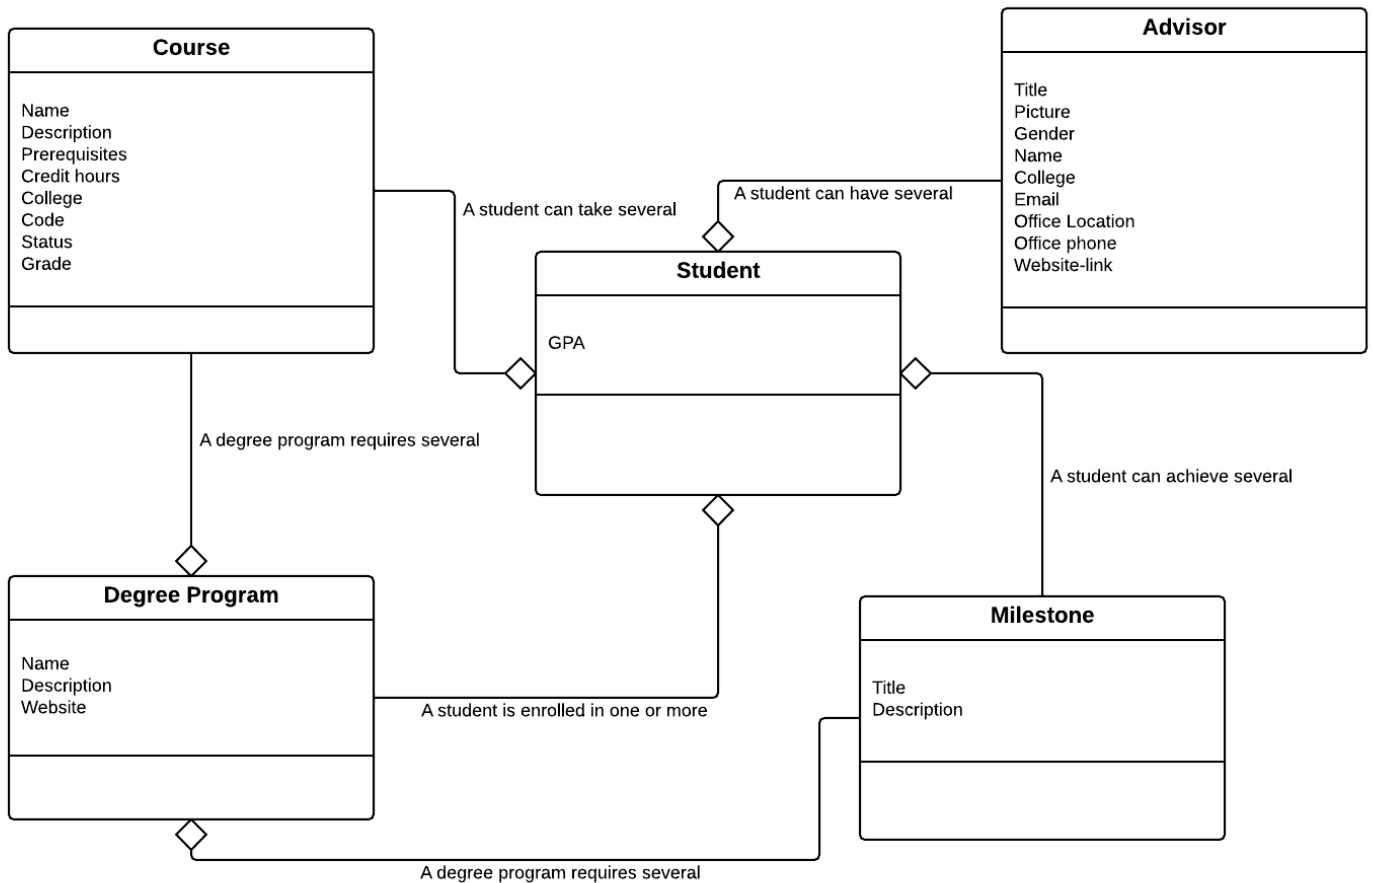 Course
Name
Description
Prerequisites
Credit hours
College
Code
Status
Grade
Advisor
Title
Picture
Gender
Name
College
Email
Office Location
Office phone
Website-link
A student can have several
A student can take several
Student
GPA
A degree program requires several
A student can achieve several
Degree Program
Name
Description
Website
A student is enrolled in one or more
Milestone
Title
Description
A degree program requires several